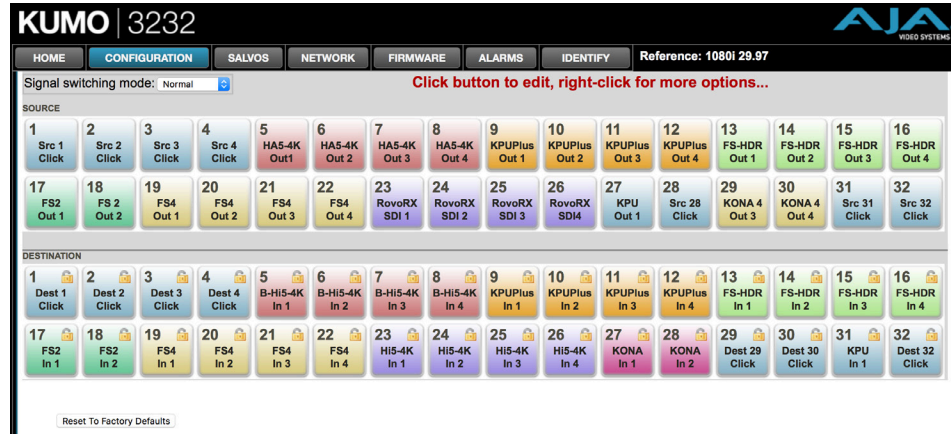 KUMO | 3232
AJA
VIDEO SYSTEMS
HOME CONFIGURATION SALVOS NETWORK FIRMWARE ALARMS IDENTIFY Reference: 1080i 29.97
Signal switching mode: Normal Click button to edit, right-click for more options...
SOURCE
1 2 3 4 5 6 7 8 9 10 11 12 13 14 15 16
Src 1 Src 2 Src 3 Src 4 HA5-4K HA5-4K HA5-4K HA5-4K KPUPlus KPUPlus KPUPlus KPUPlus FS-HDR FS-HDR FS-HDR FS-HDR
Click Click Click Click Out1 Out 2 Out 3 Out 4 Out 1 Out 2 Out 3 Out 4 Out 1 Out 2 Out 3 Out 4
17 18 19 20 21 22 23 24 25 26 27 28 29 30 31 32
FS2 FS 2 FS4 FS4 FS4 FS4 RovoRX RovoRX RovoRX RovoRX KPU Src 28 KONA 4 KONA 4 Src 31 Src 32
Out 1 Out 2 Out 1 Out 2 Out 3 Out 4 SDI 1 SDI 2 SDI 3 SDI4 Out 1 Click Out 3 Out 4 Click Click
DESTINATION
1 2 3 4 5 6 7 8 9 10 11 12 13 14 15 16
Dest 1 Dest 2 Dest 3 Dest 4 B-Hi5-4K B-Hi5-4K B-Hi5-4K B-Hi5-4K KPUPlus KPUPlus KPUPlus KPUPlus FS-HDR FS-HDR FS-HDR FS-HDR
Click Click Click Click In 1 In 2 In 3 In 4 In 1 In 2 In 3 In 4 In 1 In 2 In 3 In 4
17 18 19 20 21 22 23 24 25 26 27 28 29 30 31 32
FS2 FS2 FS4 FS4 FS4 FS4 Hi5-4K Hi5-4K Hi5-4K Hi5-4K KONA KONA Dest 29 Dest 30 KPU Dest 32
In 1 In 2 In 1 In 2 In 3 In 4 In 1 In 2 In 3 In 4 In 1 In 2 Click Click In 1 Click
Reset To Factory Defaults